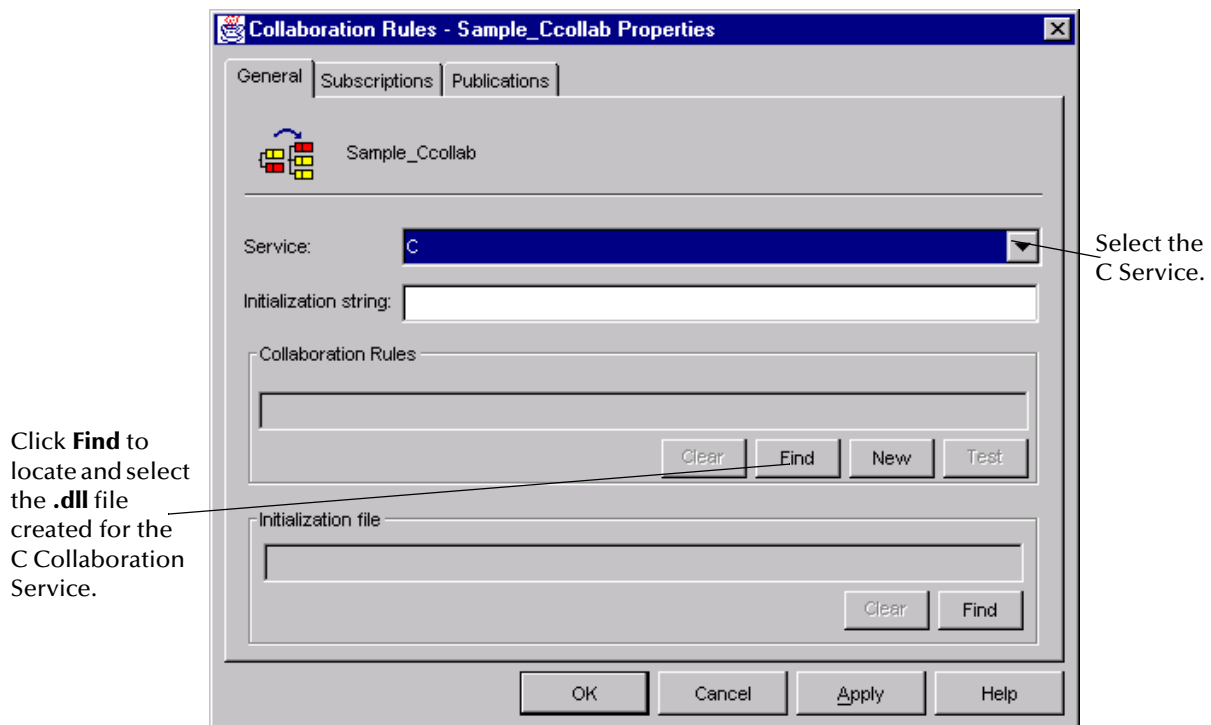 Collaboration Rules - Sample_Ccollab Properties
General Subscriptions Publications
Sample_Ccollab
Service: C
Select the
C Service.
Initialization string:
Collaboration Rules
Clear Find New Test
Click Find to
locate and select
the .dll file
created for the
C Collaboration
Service.
Initialization file
Clear Find
OK Cancel Apply Help